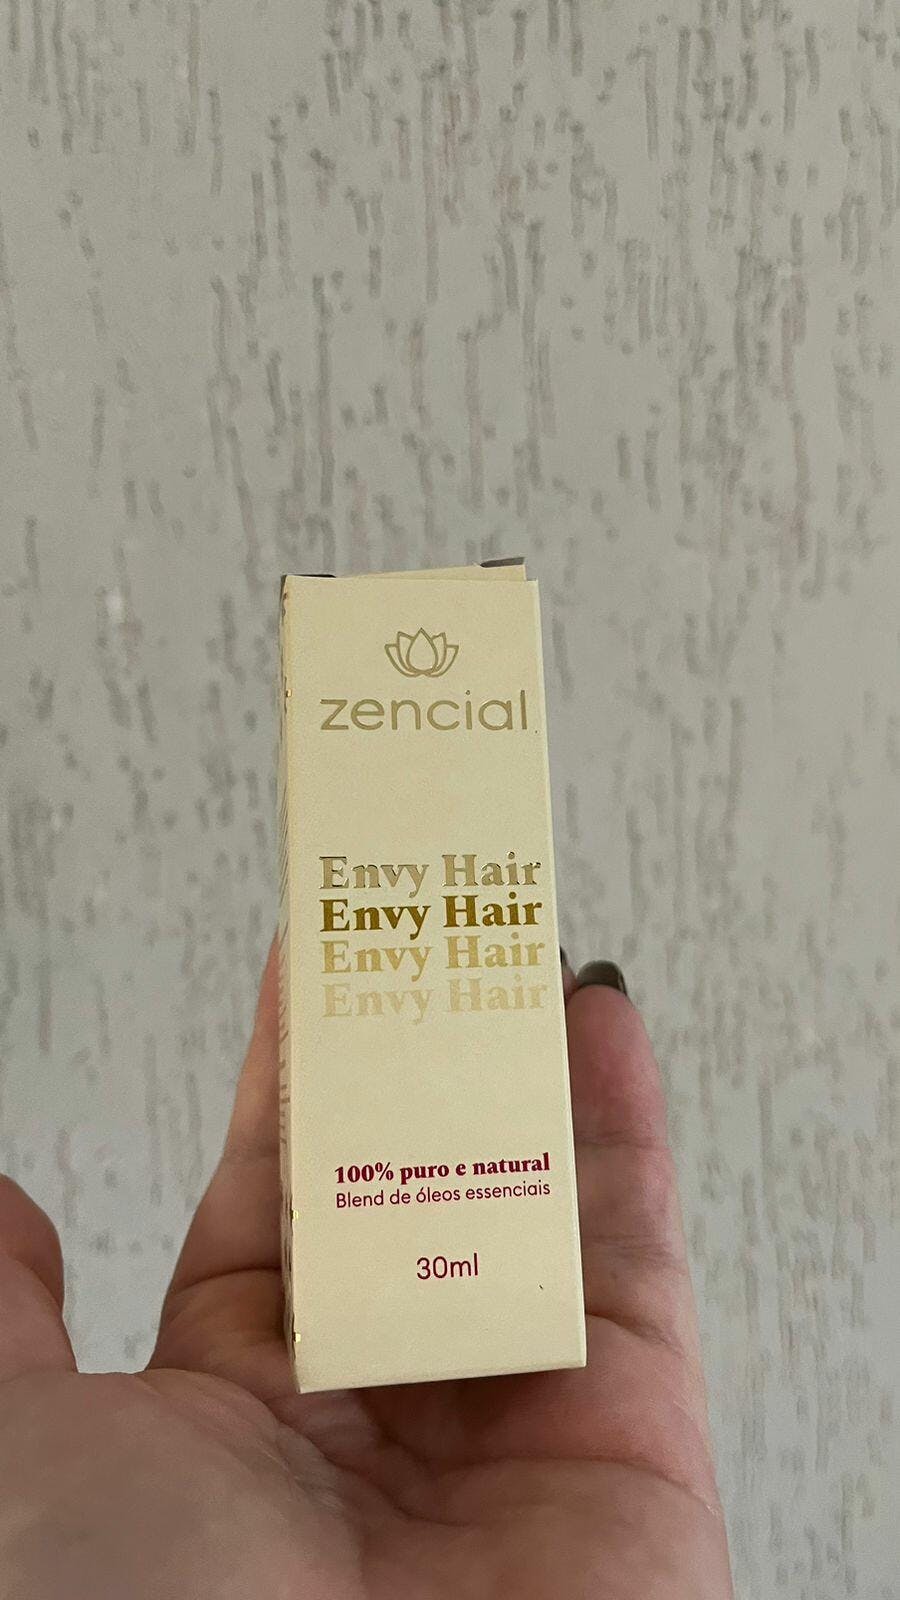 zencial
Envy Hair
Envy Hair
Envy Hair
Envy Hair
100% puro e natural
Blend de óleos essenciais
30ml